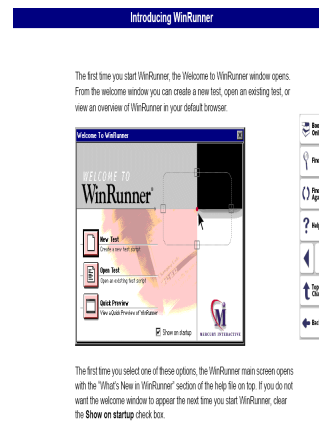 Introducing WinRunner
The first time you start WinRunner, the Welcome to WinRunner window opens.
From the welcome window you can create a new test, open an existing test, or
view an overview of WinRunner in your default browser.
Welcome To WinRunner
WELCOME TO
WinRunner®
New Test
Create a new test script
Open Test
Open an existing test script
Quick Preview
View a Quick Preview of WinRunner
Show on startup
MERCURY INTERACTIVE
The first time you select one of these options, the WinRunner main screen opens
with the "What's New in WinRunner" section of the help file on top. If you do not
want the welcome window to appear the next time you start WinRunner, clear
the Show on startup check box.
Find
Help
Top
Back